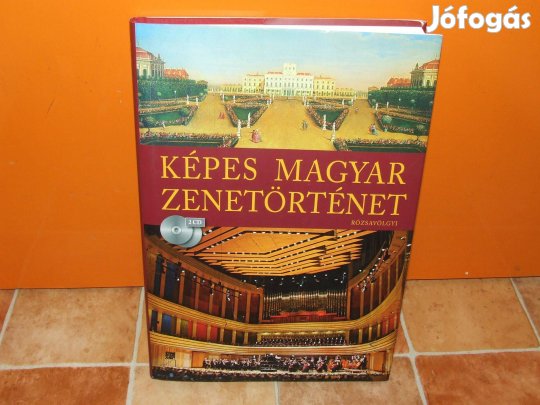 Jófogás
KÉPES MAGYAR
ZENETÖRTÉNET
RÓZSAVÖLGYI
2 CD